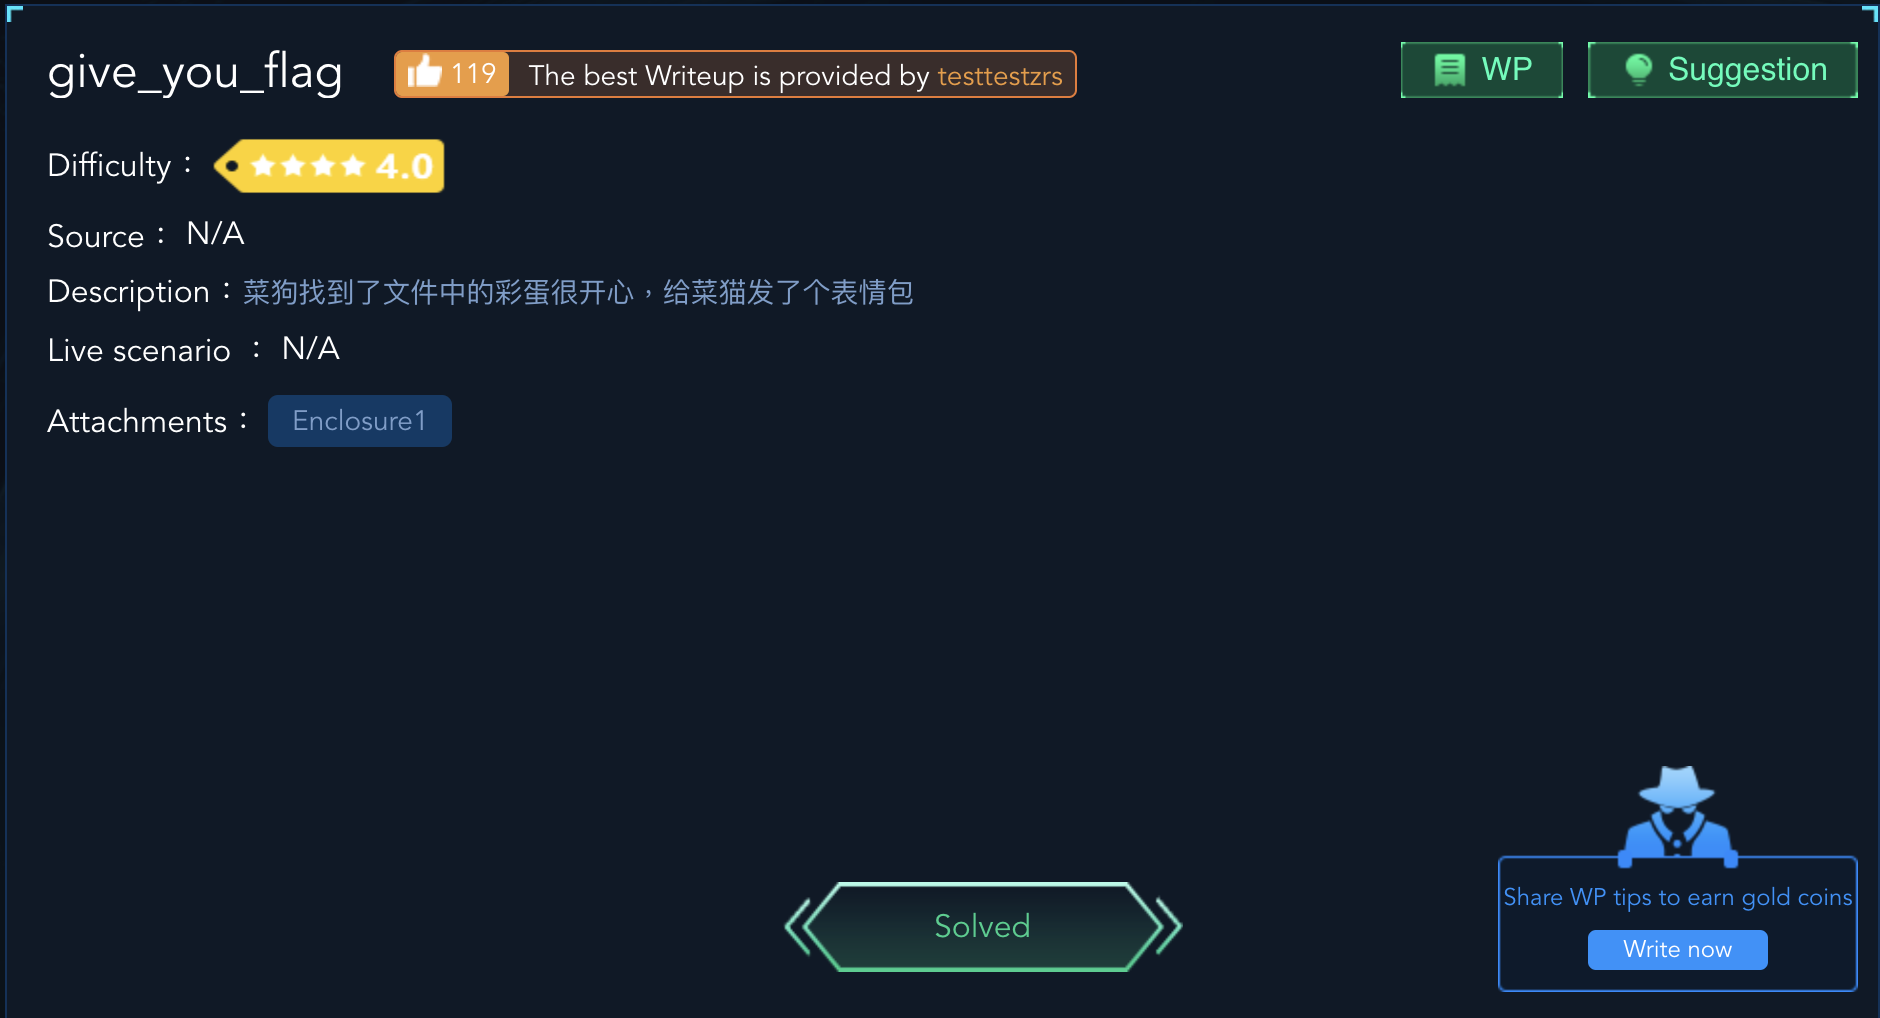 give_you_flag
119 The best Writeup is provided by testtestzrs
WP
Suggestion
Difficulty：
4.0
Source： N/A
Description：菜狗找到了文件中的彩蛋很开心，给菜猫发了个表情包
Live scenario ： N/A
Attachments： Enclosure1
Solved
Share WP tips to earn gold coins
Write now